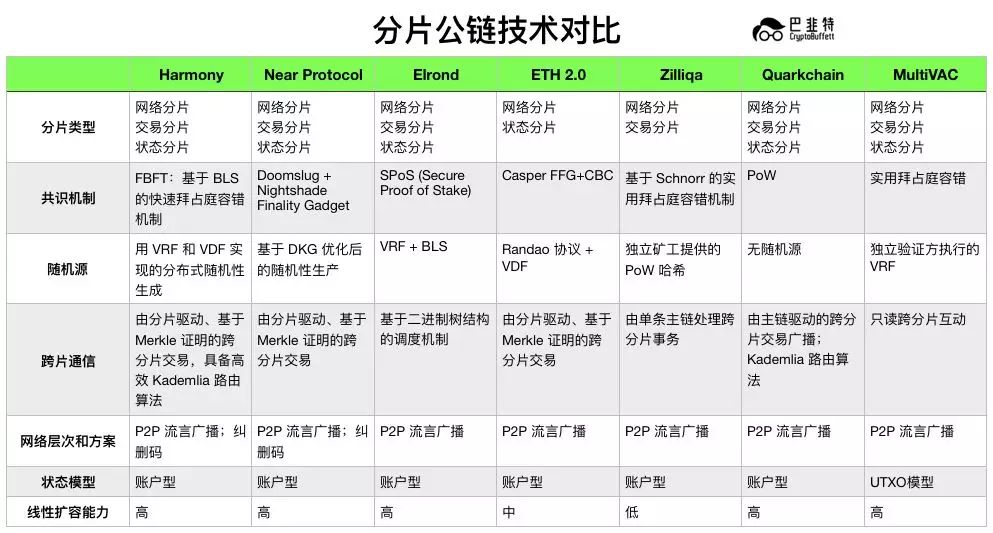 分片公链技术对比
巴韭特
CryptoBuffett
Harmony Near Protocol Elrond ETH 2.0 Zilliqa Quarkchain MultiVAC
分片类型
网络分片
交易分片
状态分片
网络分片
交易分片
状态分片
网络分片
交易分片
状态分片
网络分片
状态分片
网络分片
交易分片
网络分片
交易分片
状态分片
网络分片
交易分片
状态分片
共识机制
FBFT：基于 BLS
的快速拜占庭容错
机制
Doomslug +
Nightshade
Finality Gadget
SPoS (Secure
Proof of Stake)
Casper FFG+CBC
基于 Schnorr 的实
用拜占庭容错机制
PoW
实用拜占庭容错
随机源
用 VRF 和 VDF 实
现的分布式随机性
生成
基于 DKG 优化后
的随机性生产
VRF + BLS
Randao 协议 +
VDF
独立矿工提供的
PoW 哈希
无随机源
独立验证方执行的
VRF
跨片通信
由分片驱动、基于
Merkle 证明的跨
分片交易，具备高
效 Kademlia 路由
算法
由分片驱动、基于
Merkle 证明的跨
分片交易
基于二进制树结构
的调度机制
由分片驱动、基于
Merkle 证明的跨
分片交易
由单条主链处理跨
分片事务
由主链驱动的跨分
片交易广播；
Kademlia 路由算
法
只读跨分片互动
网络层次和方案
P2P 流言广播；纠
删码
P2P 流言广播；纠
删码
P2P 流言广播
P2P 流言广播
P2P 流言广播
P2P 流言广播
P2P 流言广播
状态模型
账户型
账户型
账户型
账户型
账户型
账户型
UTXO模型
线性扩容能力
高
高
高
中
低
高
高